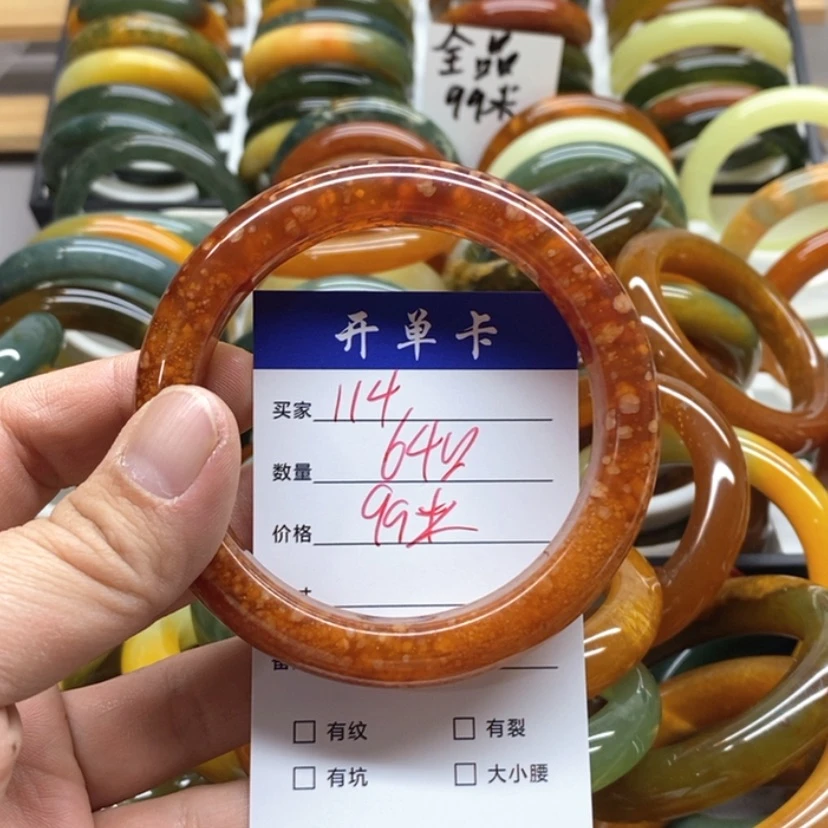 全品
99米
开单卡
买家 114
数量 64
价格 99米
有纹 有裂
有坑 大小腰